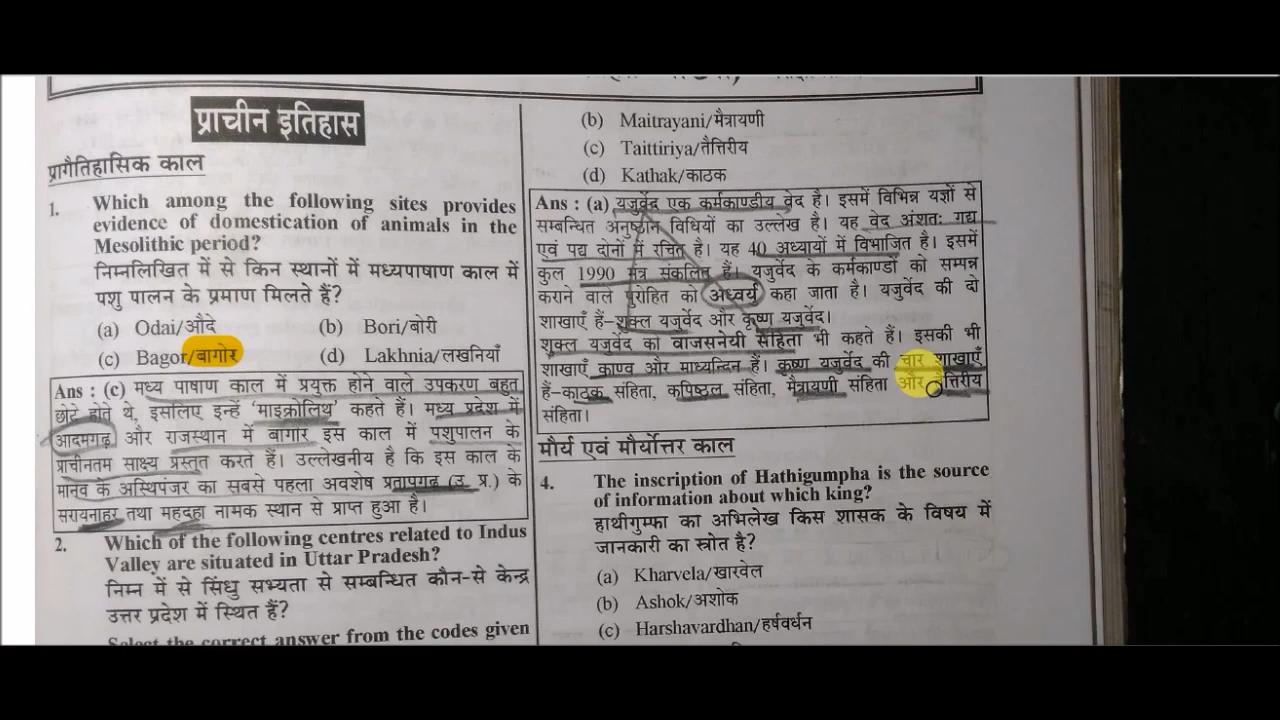 प्राचीन इतिहास
प्रागैतिहासिक काल
1. Which among the following sites provides
evidence of domestication of animals in the
Mesolithic period?
निम्नलिखित में से किन स्थानों में मध्यपाषाण काल में
पशु पालन के प्रमाण मिलते हैं?
(a) Odai/औदे (b) Bori/बोरी
(c) Bagor/बागोर (d) Lakhnia/लखनियाँ
Ans : (c) मध्य पाषाण काल में प्रयुक्त होने वाले उपकरण बहुत
छोटे होते थे, इसलिए इन्हें ‘माइक्रोलिथ’ कहते हैं। मध्य प्रदेश में
आदमगढ़ और राजस्थान में बागोर इस काल में पशुपालन के
प्राचीनतम साक्ष्य प्रस्तुत करते हैं। उल्लेखनीय है कि इस काल के
मानव के अस्थिपंजर का सबसे पहला अवशेष प्रतापगढ़ (उ. प्र.) के
सरायनाहर तथा महदहा नामक स्थान से प्राप्त हुआ है।
2. Which of the following centres related to Indus
Valley are situated in Uttar Pradesh?
निम्न में से सिंधु सभ्यता से सम्बन्धित कौन-से केन्द्र
उत्तर प्रदेश में स्थित हैं?
Select the correct answer from the codes given
(b) Maitrayani/मैत्रायणी
(c) Taittiriya/तैत्तिरीय
(d) Kathak/काठक
Ans : (a) यजुर्वेद एक कर्मकाण्डीय वेद है। इसमें विभिन्न यज्ञों से
सम्बन्धित अनुष्ठान विधियों का उल्लेख है। यह वेद अंशतः गद्य
एवं पद्य दोनों में रचित है। यह 40 अध्यायों में विभाजित है। इसमें
कुल 1990 मंत्र संकलित हैं। यजुर्वेद के कर्मकाण्डों को सम्पन्न
कराने वाले पुरोहित को अध्वर्यु कहा जाता है। यजुर्वेद की दो
शाखाएँ हैं–शुक्ल यजुर्वेद और कृष्ण यजुर्वेद।
शुक्ल यजुर्वेद को वाजसनेयी संहिता भी कहते हैं। इसकी भी
शाखाएँ काण्व और माध्यन्दिन हैं। कृष्ण यजुर्वेद की चार शाखाएँ
हैं–काठक संहिता, कपिष्ठल संहिता, मैत्रायणी संहिता और तैत्तिरीय
संहिता।
मौर्य एवं मौर्योत्तर काल
4. The inscription of Hathigumpha is the source
of information about which king?
हाथीगुम्फा का अभिलेख किस शासक के विषय में
जानकारी का स्रोत है?
(a) Kharvela/खारवेल
(b) Ashok/अशोक
(c) Harshavardhan/हर्षवर्धन